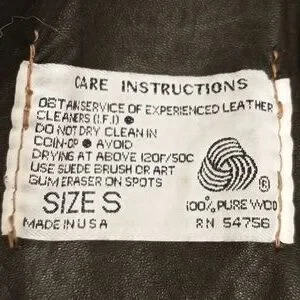 CARE INSTRUCTIONS
OBTAIN SERVICE OF EXPERIENCED LEATHER
CLEANERS (I.F.I) ●
DO NOT DRY CLEAN IN
COIN-OP ● AVOID
DRYING AT ABOVE 120F/50C
USE SUEDE BRUSH OR ART
GUM ERASER ON SPOTS
SIZE S
MADE IN USA
®
100% PURE WOO
RN 54756